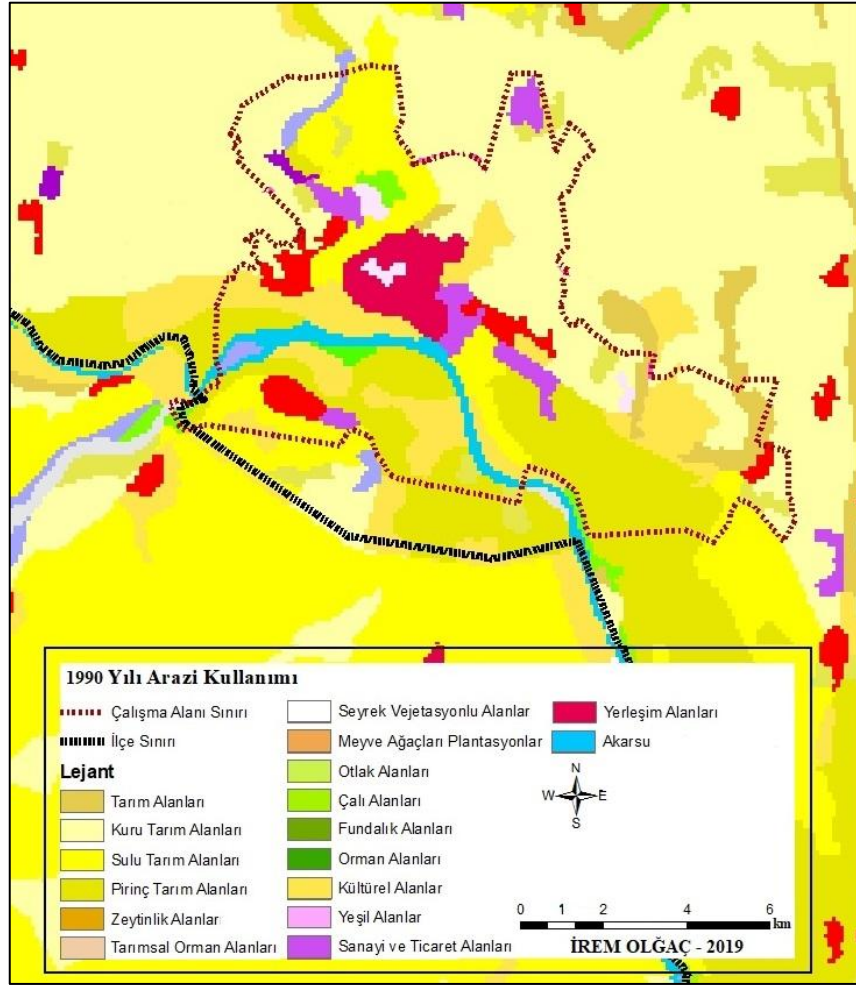 1990 Yılı Arazi Kullanımı
Çalışma Alanı Sınırı
İlçe Sınırı
Lejant
Tarım Alanları
Kuru Tarım Alanları
Sulu Tarım Alanları
Pirinç Tarım Alanları
Zeytinlik Alanlar
Tarımsal Orman Alanları
Seyrek Vejetasyonlu Alanlar
Meyve Ağaçları Plantasyonlar
Otlak Alanları
Çalı Alanları
Fundalık Alanları
Orman Alanları
Kültürel Alanlar
Yeşil Alanlar
Sanayi ve Ticaret Alanları
Yerleşim Alanları
Akarsu
N
W E
S
0 1 2 4 6
km
İREM OLĞAÇ - 2019